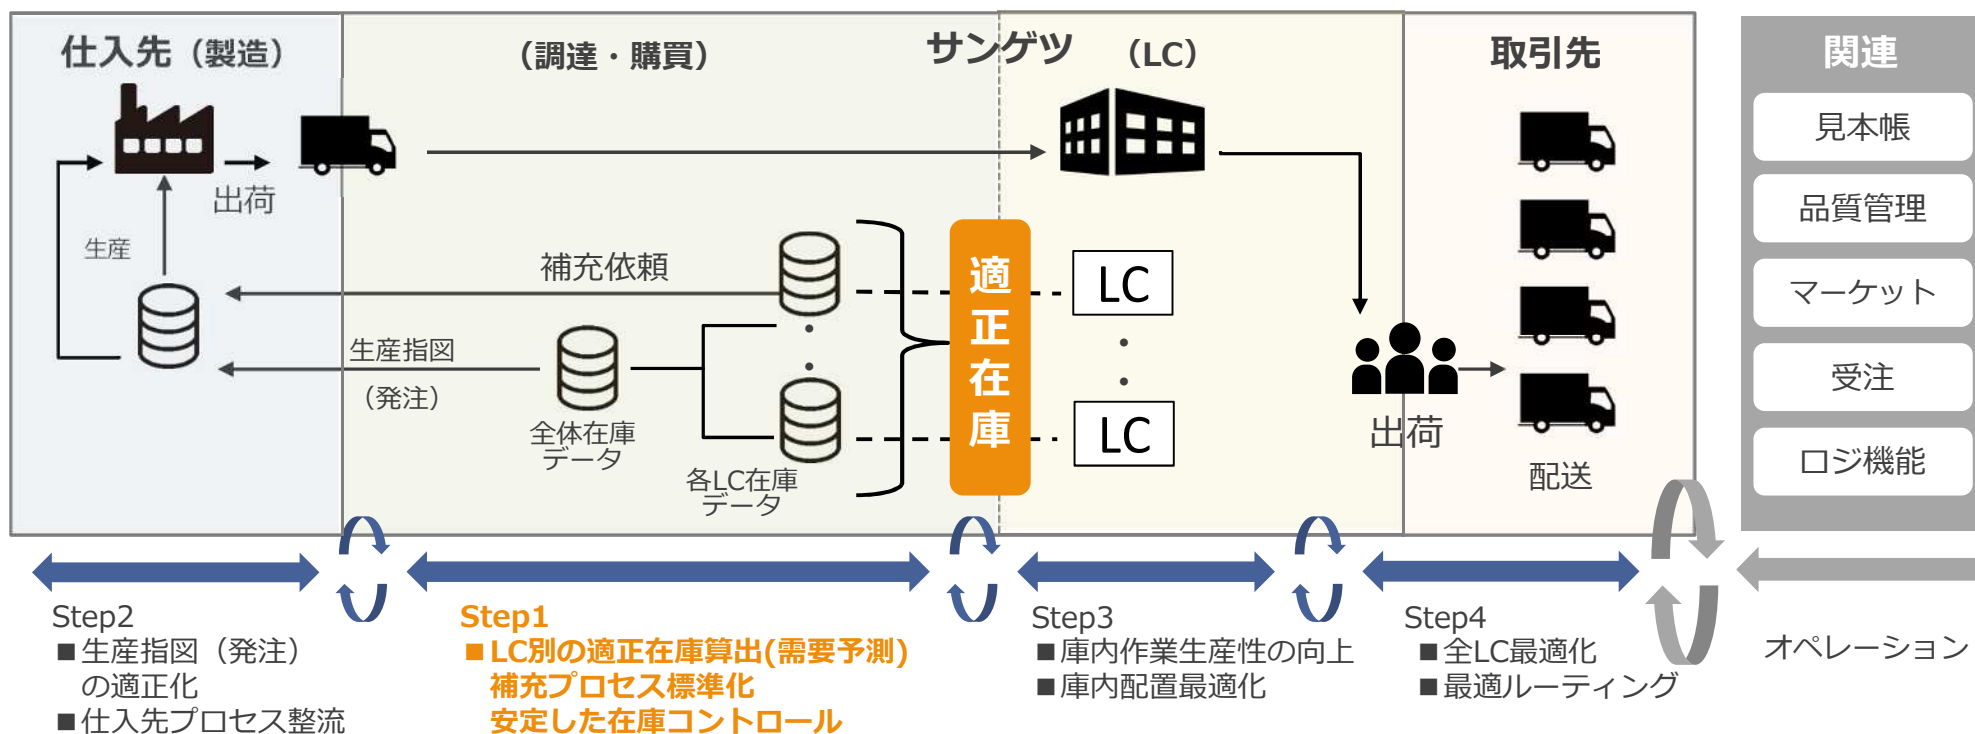 仕入先（製造）
（調達・購買）
サンゲツ
（LC）
取引先
関連
見本帳
品質管理
マーケット
受注
ロジ機能
出荷
生産
補充依頼
生産指図
（発注）
全体在庫
データ
各LC在庫
データ
適正在庫
LC
LC
出荷
配送
Step2
■生産指図（発注）
の適正化
■仕入先プロセス整流
Step1
■LC別の適正在庫算出(需要予測)
補充プロセス標準化
安定した在庫コントロール
Step3
■庫内作業生産性の向上
■庫内配置最適化
Step4
■全LC最適化
■最適ルーティング
オペレーション